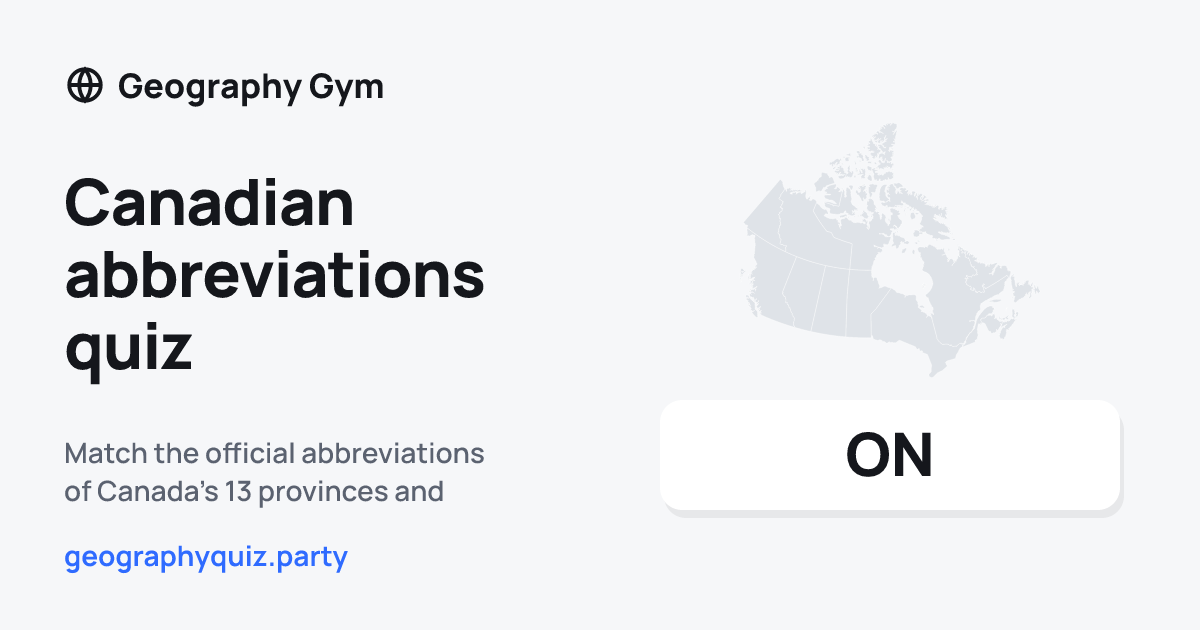 Geography Gym
Canadian
abbreviations
quiz
Match the official abbreviations
of Canada’s 13 provinces and
geographyquiz.party
ON